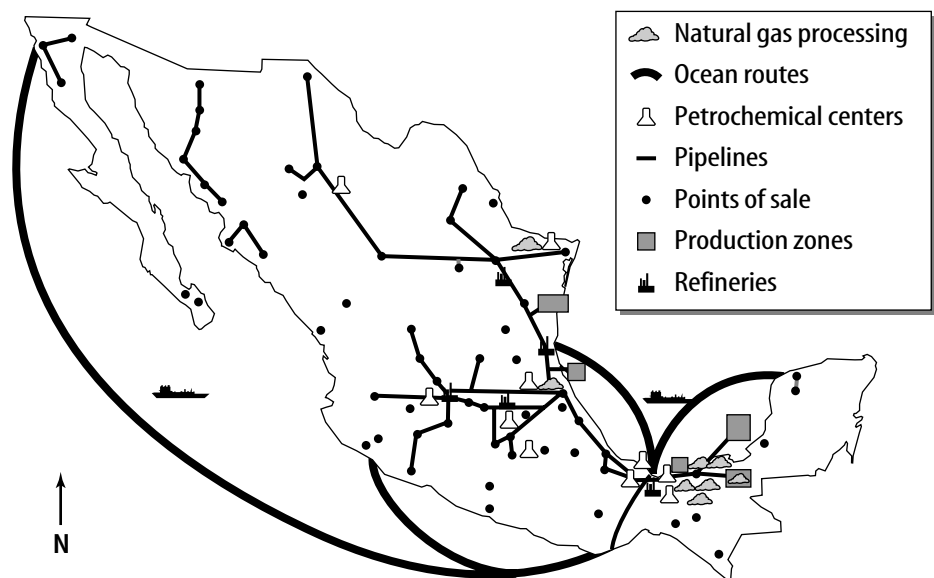 Natural gas processing
Ocean routes
Petrochemical centers
Pipelines
Points of sale
Production zones
Refineries
N